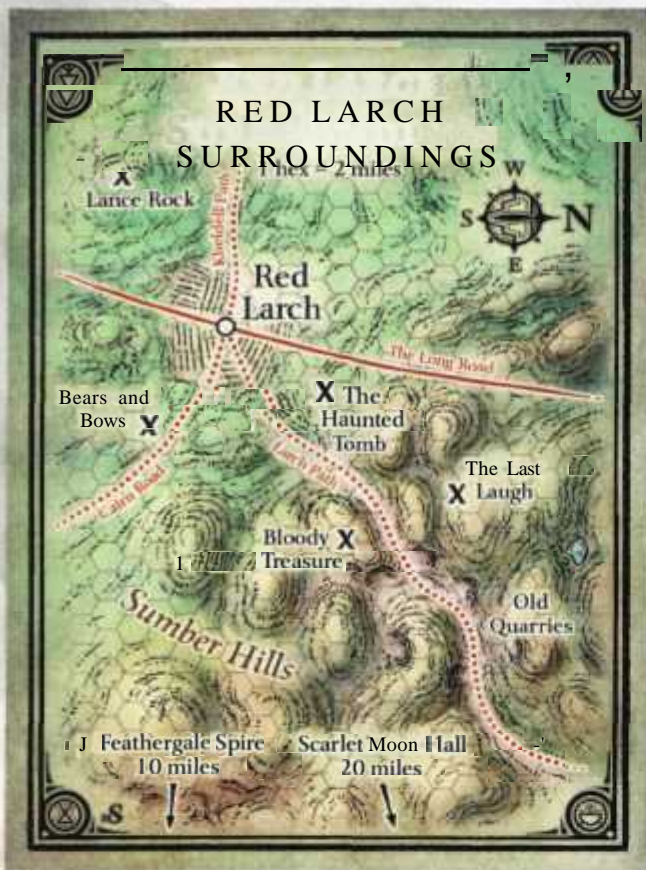 RED LARCH
SURROUNDINGS
1 hex = 2 miles
X
Lance Rock
W
S
N
E
Red
Larch
The Long Road
Bears and
Bows X
X The
Haunted
Tomb
Cairn Road
Larch Path
The Last
X Laugh
Bloody X
Treasure
Old
Quarries
Sumber Hills
Feathergale Spire
10 miles
Scarlet Moon Hall
20 miles